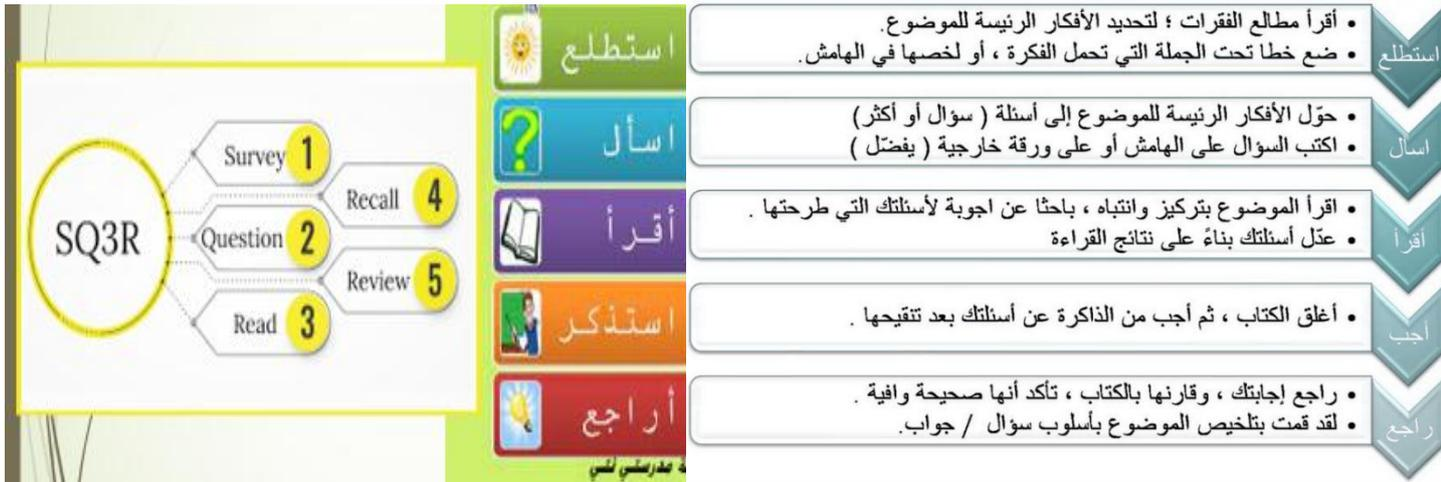 SQ3R
Survey 1
Question 2
Read 3
Recall 4
Review 5
استطلع
اسأل
أقرأ
استذكر
أراجع
مدرستي
استطلع
• أقرأ مطالع الفقرات ؛ لتحديد الأفكار الرئيسة للموضوع.
• ضع خطا تحت الجملة التي تحمل الفكرة ، أو لخصها في الهامش.
اسأل
• حوّل الأفكار الرئيسة للموضوع إلى أسئلة ( سؤال أو أكثر)
• اكتب السؤال على الهامش أو على ورقة خارجية ( يفضّل )
أقرأ
• اقرأ الموضوع بتركيز وانتباه ، باحثا عن اجوبة لأسئلتك التي طرحتها .
• عدّل أسئلتك بناءً على نتائج القراءة
أجب
• أغلق الكتاب ، ثم أجب من الذاكرة عن أسئلتك بعد تنقيحها .
راجع
• راجع إجابتك ، وقارنها بالكتاب ، تأكد أنها صحيحة وافية .
• لقد قمت بتلخيص الموضوع بأسلوب سؤال / جواب.